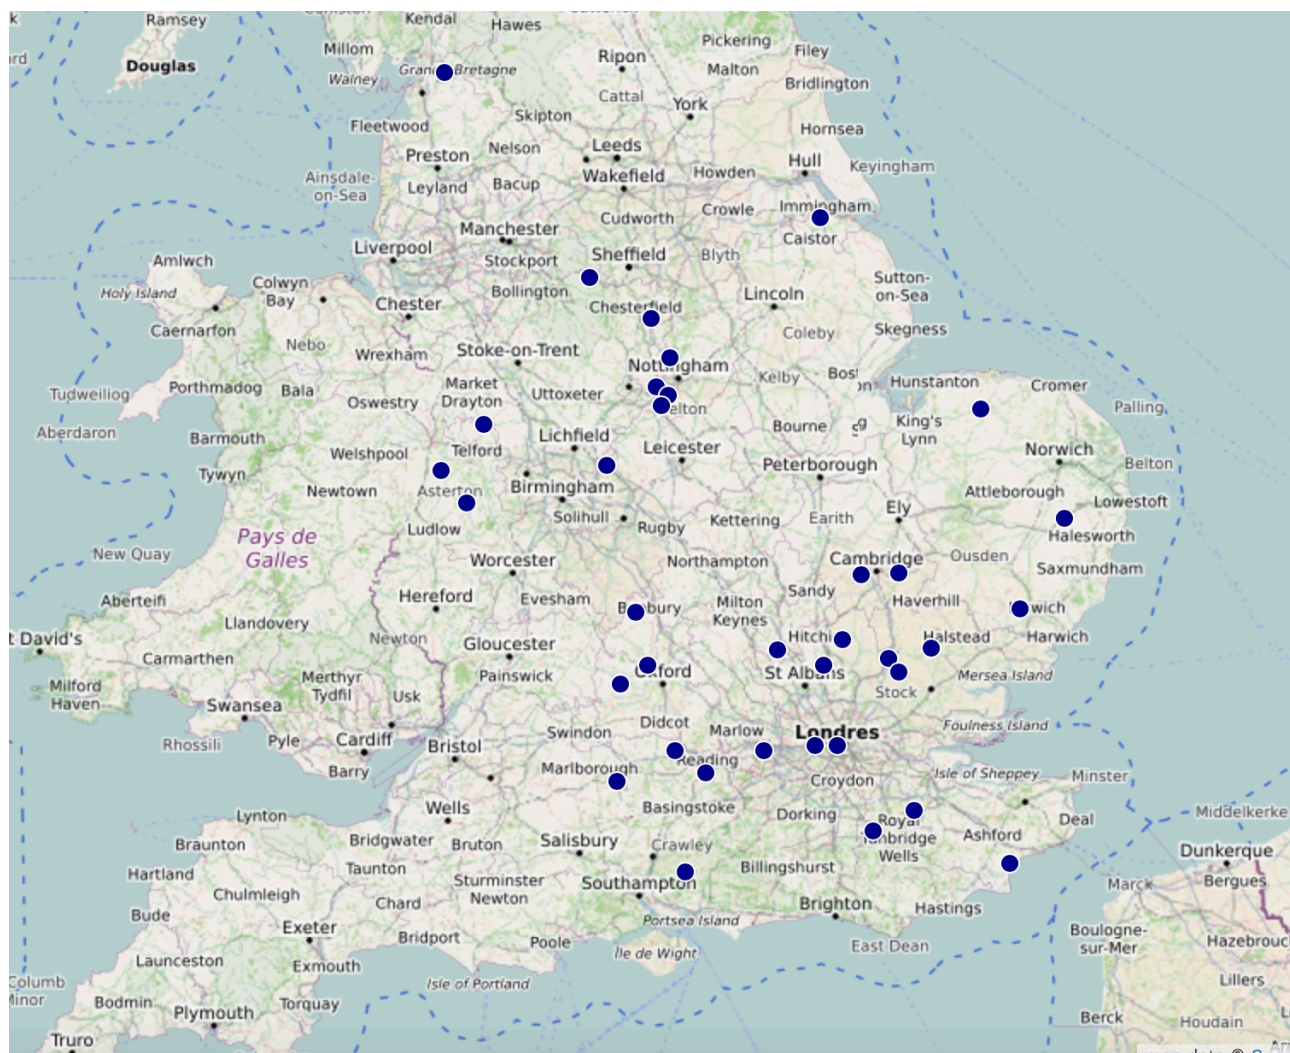 Ramsey
Kendal
Hawes
Pickering
Filey
Millom
Ripon
Malton
Douglas
Walney
Bretagne
Bridlington
Cattal
York
Skipton
Fleetwood
Hornsea
Nelson
Leeds
Preston
Hull
Keyingham
Ainsdale-
on-Sea
Leyland
Bacup
Wakefield
Howden
Cudworth
Crowle
Immingham
Manchester
Caistor
Liverpool
Stockport
Sheffield
Blyth
Amlwch
Colwyn
Bay
Holy Island
Bollington
Sutton-
on-Sea
Chester
Chesterfield
Lincoln
Caernarfon
Nebo
Wrexham
Stoke-on-Trent
Coleby
Skegness
Nottingham
Tudweiliog
Porthmadog
Bala
Market
Drayton
Uttoxeter
Kelby
Hunstanton
Cromer
Oswestry
Palling
Aberdaron
Barmouth
Lichfield
Bourne
King's
Lynn
Welshpool
Telford
Leicester
Norwich
Tywyn
Peterborough
Belton
Newtown
Asterton
Birmingham
Attleborough
Lowestoft
Ludlow
Solihull
Rugby
Kettering
Earith
Ely
Halesworth
Pays de
Galles
New Quay
Worcester
Northampton
Cambridge
Ousden
Saxmundham
Aberteifi
Hereford
Evesham
Milton
Keynes
Sandy
Haverhill
Llandovery
t David's
Newton
Gloucester
Halstead
Harwich
Carmarthen
Painswick
St Albans
Mersea Island
Milford
Haven
Merthyr
Tydfil
Usk
Stock
Swansea
Didcot
Marlow
Londres
Foulness Island
Rhossili
Pyle
Cardiff
Bristol
Swindon
Reading
Barry
Marlborough
Croydon
Isle of Sheppey
Minster
Lynton
Wells
Basingstoke
Dorking
Royal
Tunbridge
Wells
Deal
Middelkerke
Braunton
Bridgwater
Bruton
Salisbury
Crawley
Ashford
Dunkerque
Hartland
Taunton
Billingshurst
Marck
Bergues
Chulmleigh
Chard
Sturminster
Newton
Southampton
Bude
Brighton
Hastings
Exeter
Bridport
Poole
Portsea Island
Boulogne-
sur-Mer
Launceston
Exmouth
Île de Wight
East Dean
Isle of Portland
Lillers
Bodmin
Plymouth
Torquay
Berck
Houdain
Truro